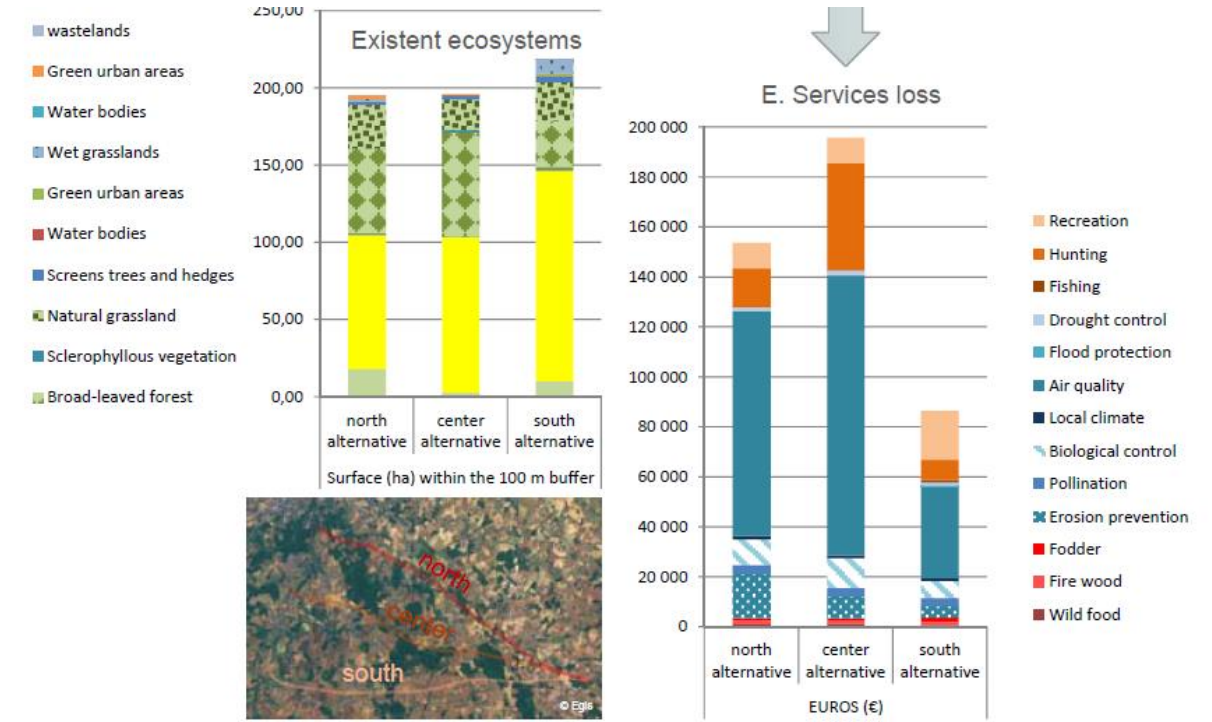 wastelands
Green urban areas
Water bodies
Wet grasslands
Green urban areas
Water bodies
Screens trees and hedges
Natural grassland
Sclerophyllous vegetation
Broad-leaved forest
250,00
200,00
150,00
100,00
50,00
0,00
Existent ecosystems
north alternative
center alternative
south alternative
Surface (ha) within the 100 m buffer
north
center
south
© Egis
E. Services loss
200 000
180 000
160 000
140 000
120 000
100 000
80 000
60 000
40 000
20 000
0
north alternative
center alternative
south alternative
EUROS (€)
Recreation
Hunting
Fishing
Drought control
Flood protection
Air quality
Local climate
Biological control
Pollination
Erosion prevention
Fodder
Fire wood
Wild food